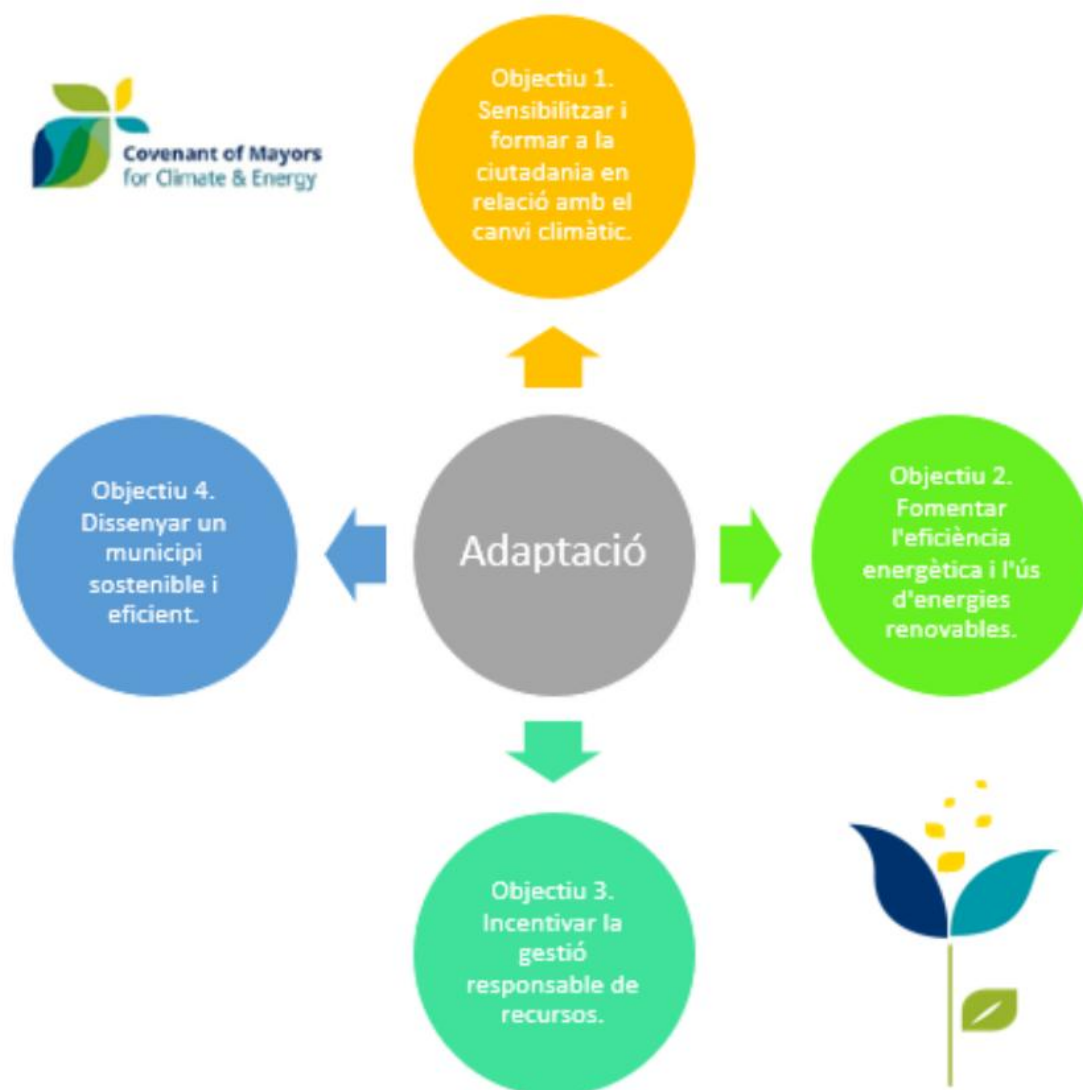 Covenant of Mayors
for Climate & Energy
Objectiu 1.
Sensibilitzar i
formar a la
ciutadania en
relació amb el
canvi climàtic.
Objectiu 4.
Dissenyar un
municipi
sostenible i
eficient.
Adaptació
Objectiu 2.
Fomentar
l'eficiència
energètica i l'ús
d'energies
renovables.
Objectiu 3.
Incentivar la
gestió
responsable de
recursos.